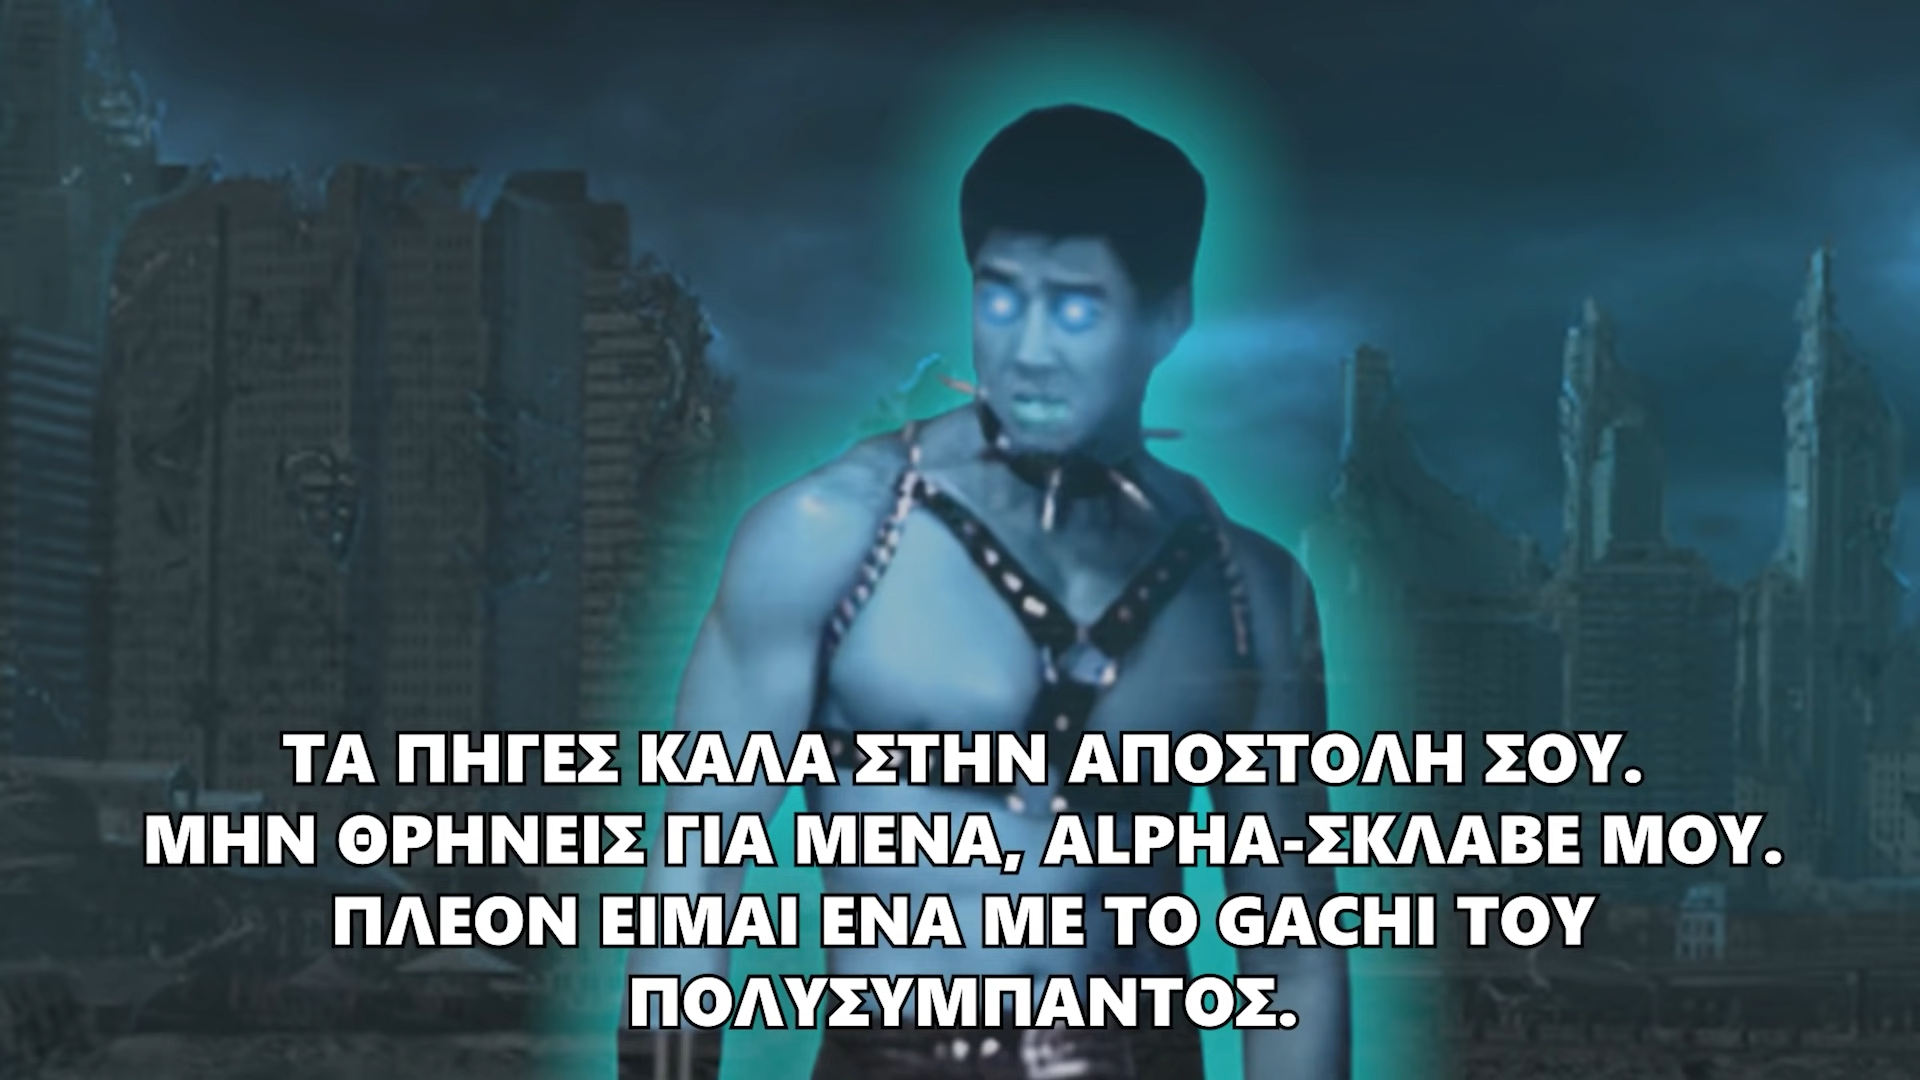 ΤΑ ΠΗΓΕΣ ΚΑΛΑ ΣΤΗΝ ΑΠΟΣΤΟΛΗ ΣΟΥ.
ΜΗΝ ΘΡΗΝΕΙΣ ΓΙΑ ΜΕΝΑ, ALPHA-ΣΚΛΑΒΕ ΜΟΥ.
ΠΛΕΟΝ ΕΙΜΑΙ ΕΝΑ ΜΕ ΤΟ GACHI ΤΟΥ
ΠΟΛΥΣΥΜΠΑΝΤΟΣ.